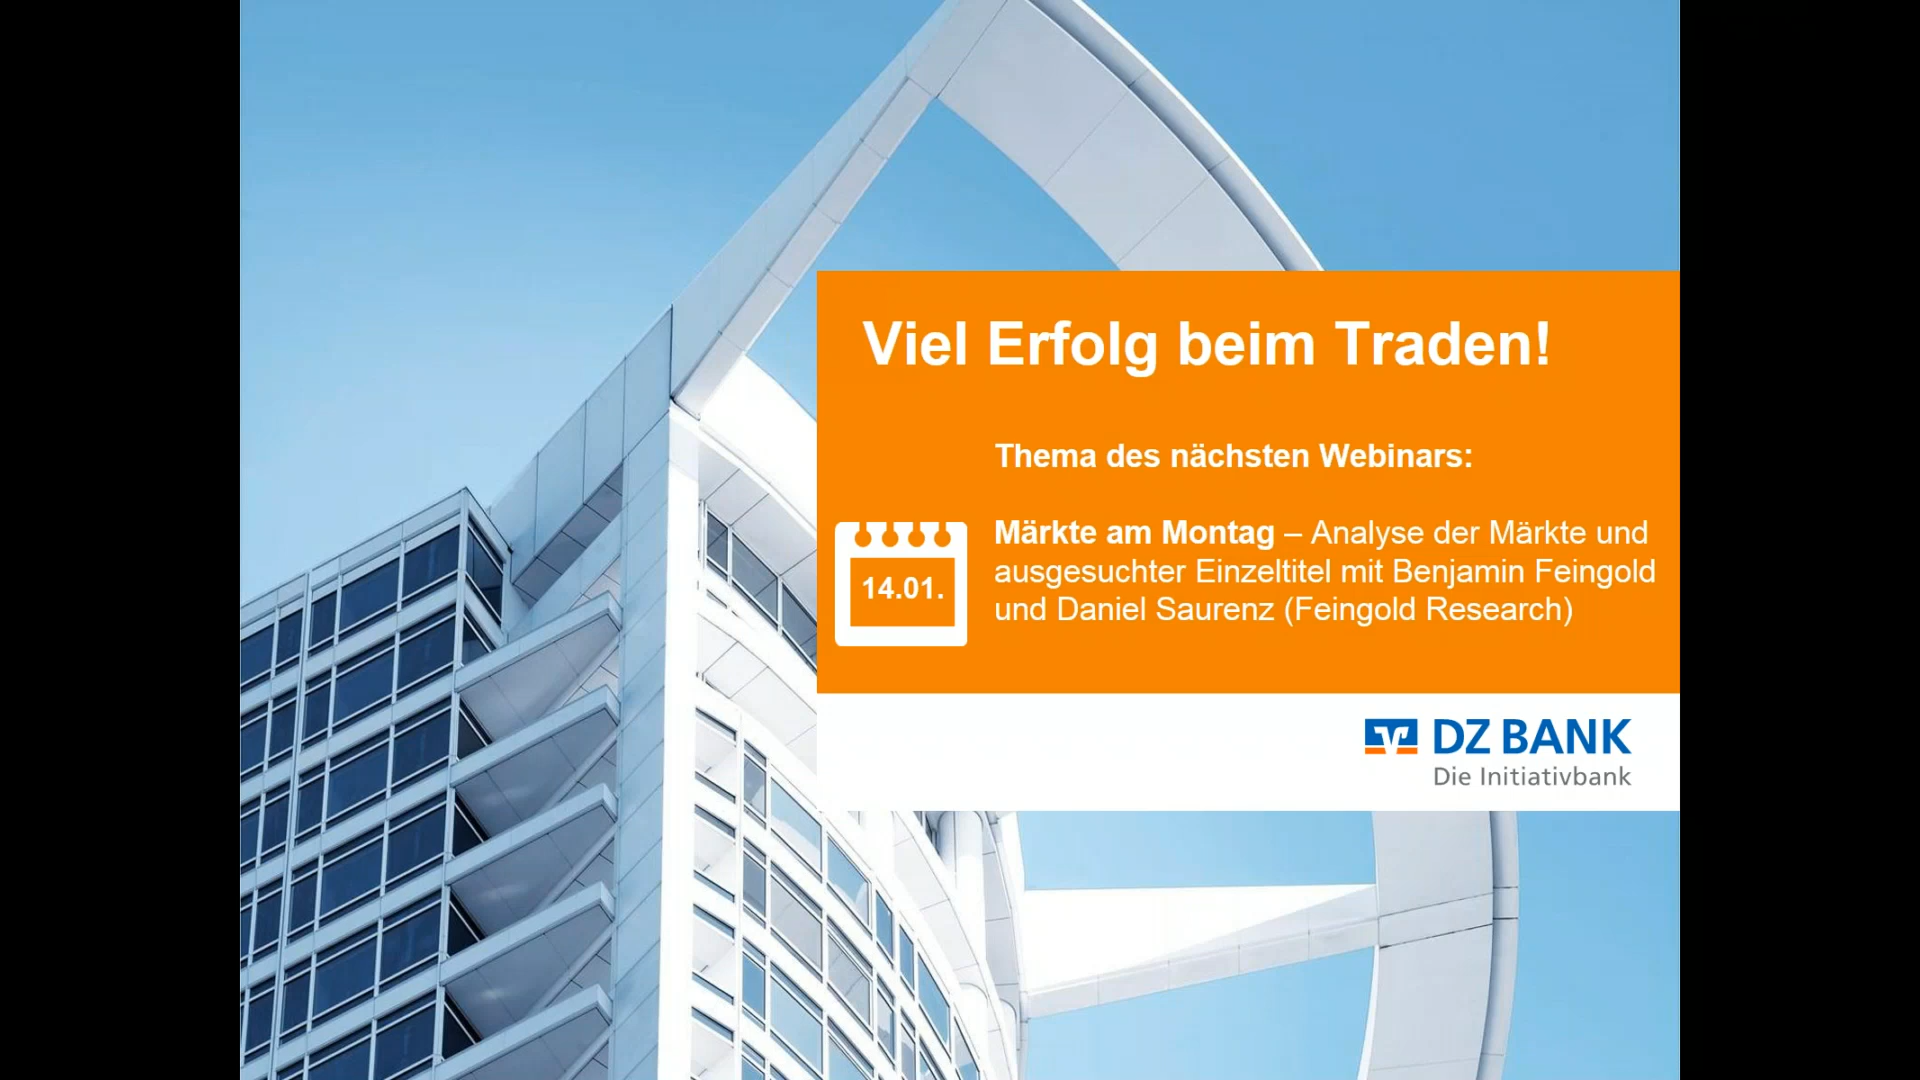 Viel Erfolg beim Traden!
Thema des nächsten Webinars:
14.01.
Märkte am Montag – Analyse der Märkte und
ausgesuchter Einzeltitel mit Benjamin Feingold
und Daniel Saurenz (Feingold Research)
DZ BANK
Die Initiativbank